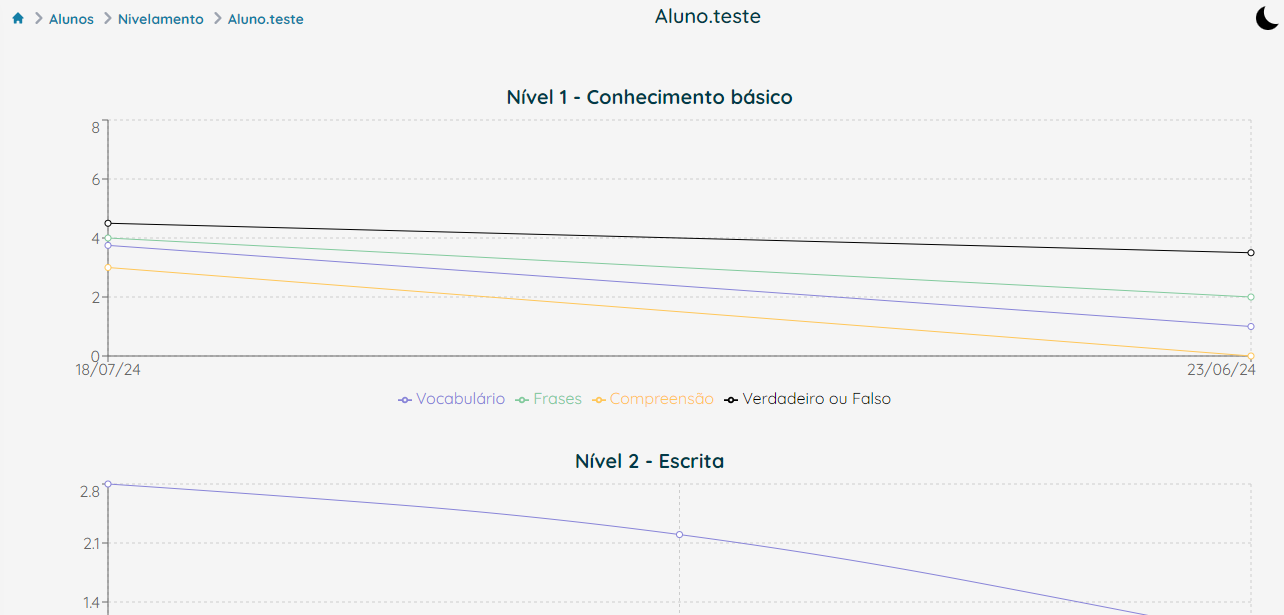 Alunos Nivelamento Aluno.teste
Aluno.teste
Nível 1 - Conhecimento básico
8
6
4
2
0
18/07/24 23/06/24
Vocabulário Frases Compreensão Verdadeiro ou Falso
Nível 2 - Escrita
2.8
2.1
1.4